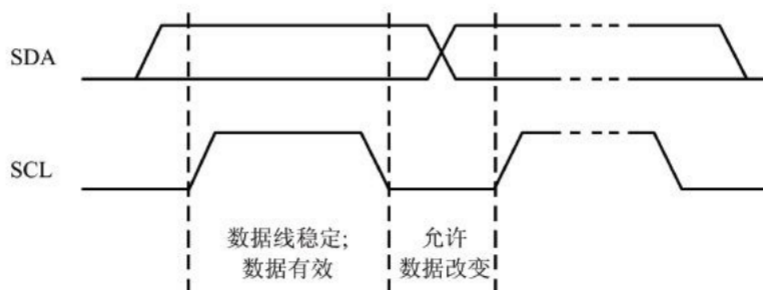 SDA
SCL
数据线稳定;
数据有效
允许
数据改变